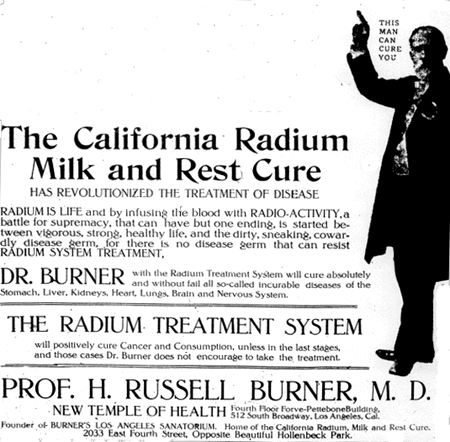 THIS
MAN
CAN
CURE
YOU
The California Radium
Milk and Rest Cure
HAS REVOLUTIONIZED THE TREATMENT OF DISEASE
RADIUM IS LIFE and by infusing the blood with RADIO-ACTIVITY, a
battle for supremacy, that can have but one ending, is started be-
tween vigorous, strong, healthy life, and the dirty, sneaking, cowar-
dly disease germ, for there is no disease germ that can resist
RADIUM SYSTEM TREATMENT,
DR. BURNER with the Radium Treatment System will cure absolutely
and without fail all so-called incurable diseases of the
Stomach, Liver, Kidneys, Heart, Lungs, Brain and Nervous System.
THE RADIUM TREATMENT SYSTEM
will positively cure Cancer and Consumption, unless in the last stages,
and those cases Dr. Burner does not encourage to take the treatment.
PROF. H. RUSSELL BURNER, M. D.
NEW TEMPLE OF HEALTH Fourth Floor Forve-Pettebone Building,
512 South Broadway, Los Angeles, Cal.
Founder of BURNER'S LOS ANGELES SANATORIUM. Home of the California Radium, Milk and Rest Cure.
2033 East Fourth Street, Opposite Beautiful Hollenbeck Park.